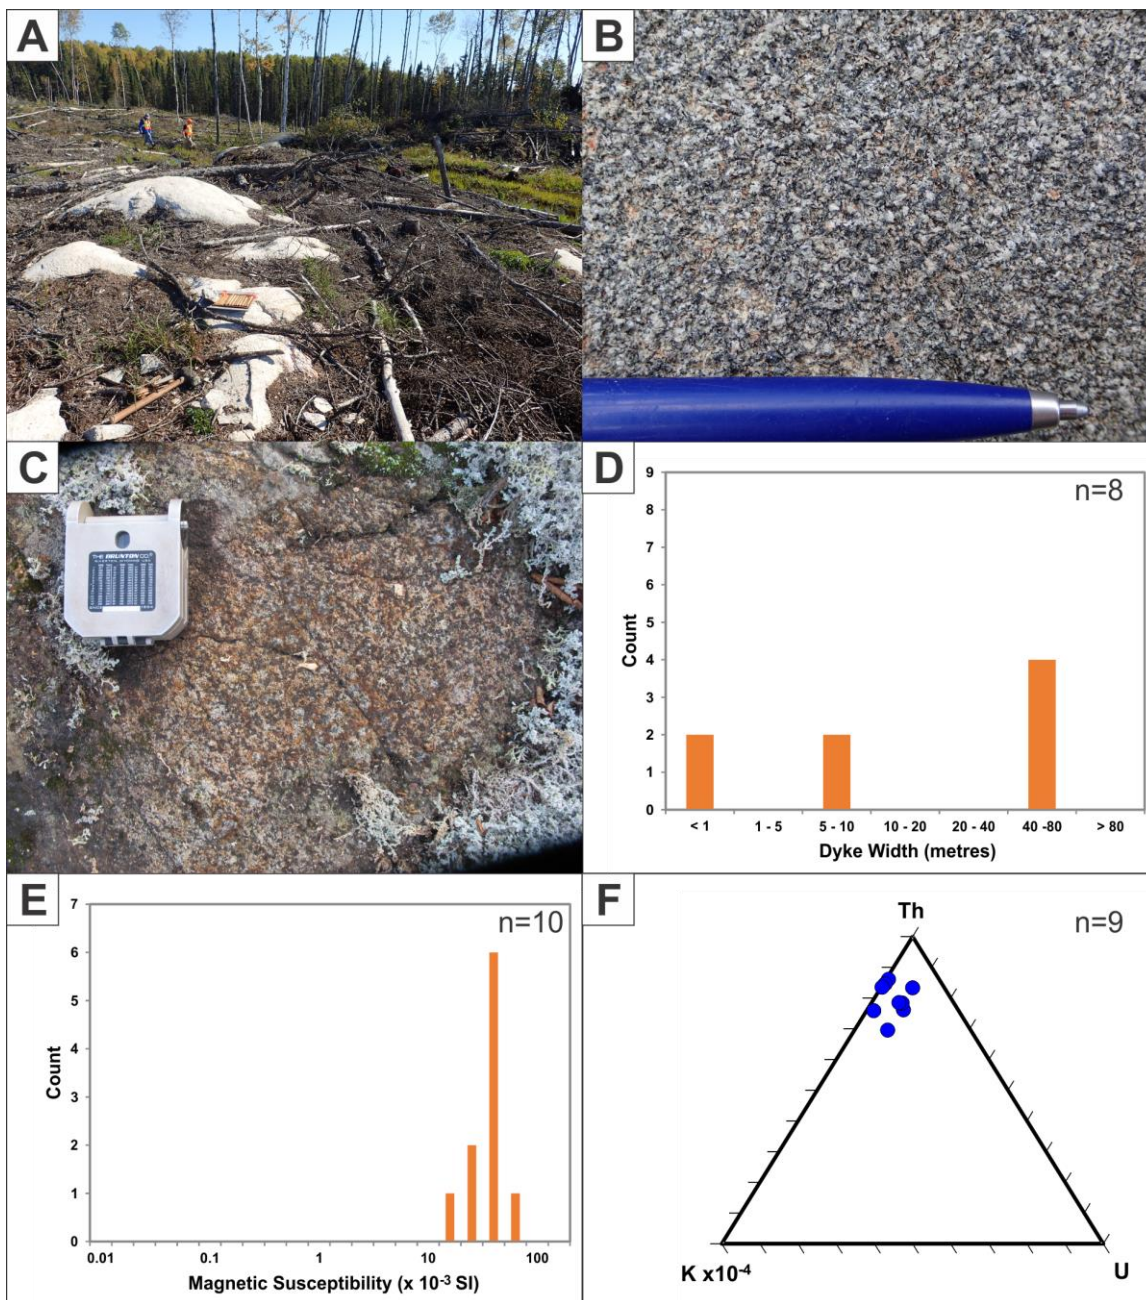 A
B
C
THE BRUNTON CO.
D
n=8
9
8
7
6
5
4
3
2
1
0
Count
< 1
1 - 5
5 - 10
10 - 20
20 - 40
40 -80
> 80
Dyke Width (metres)
E
n=10
7
6
5
4
3
2
1
0
Count
0.01
0.1
1
10
100
Magnetic Susceptibility (x 10-3 SI)
F
n=9
Th
K x10-4
U